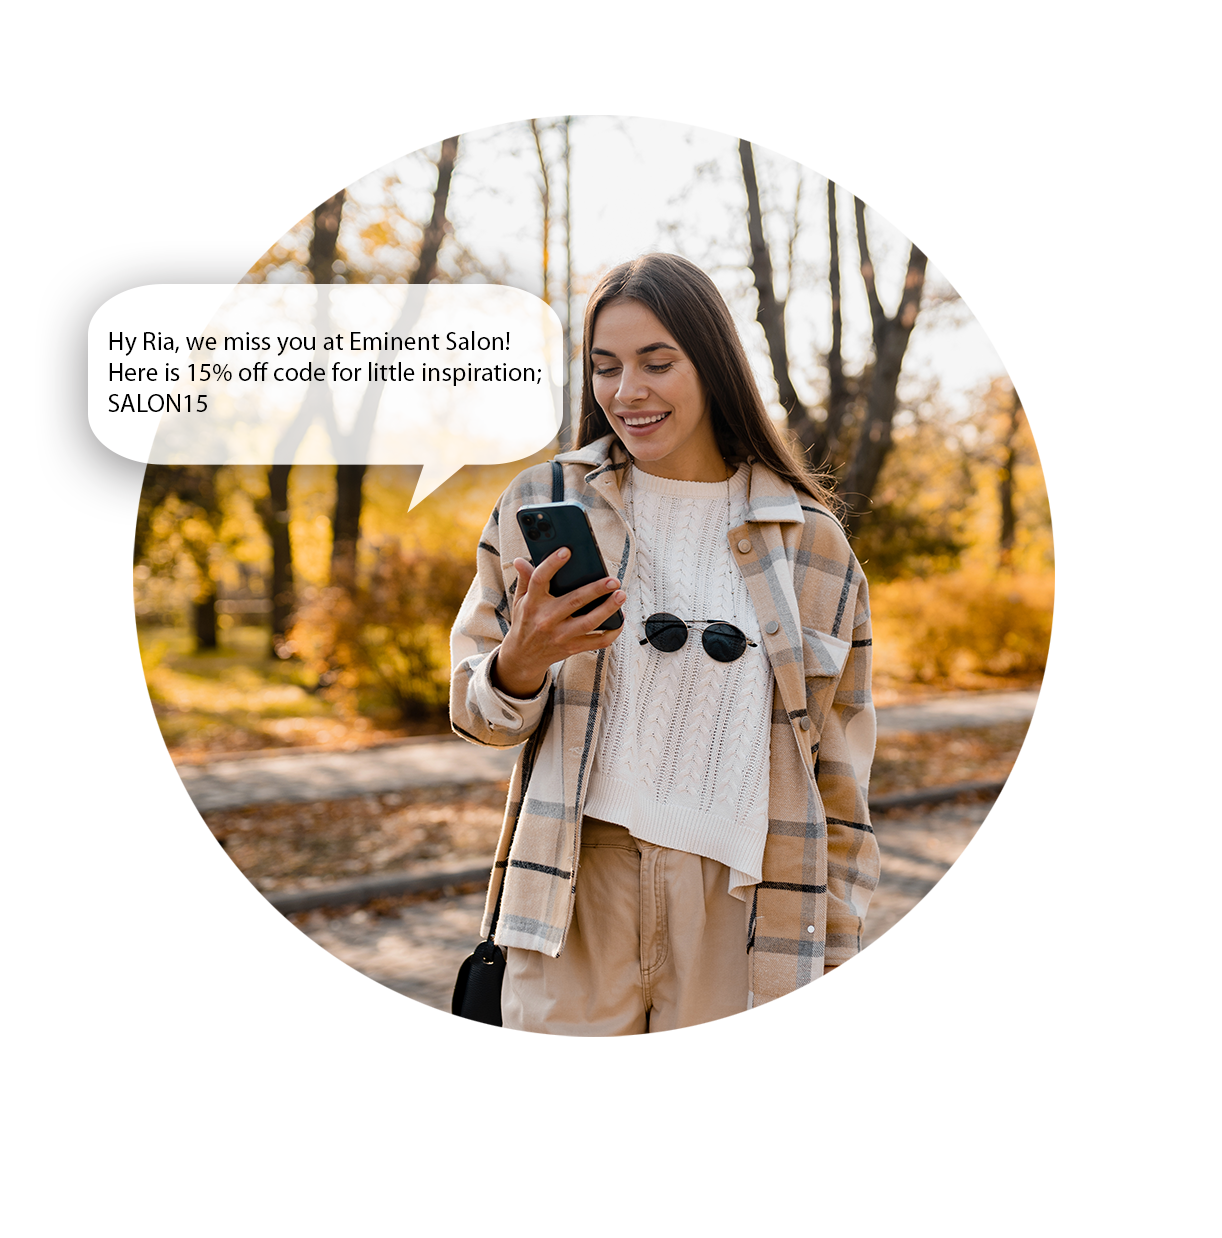 Hy Ria, we miss you at Eminent Salon!
Here is 15% off code for little inspiration;
SALON15